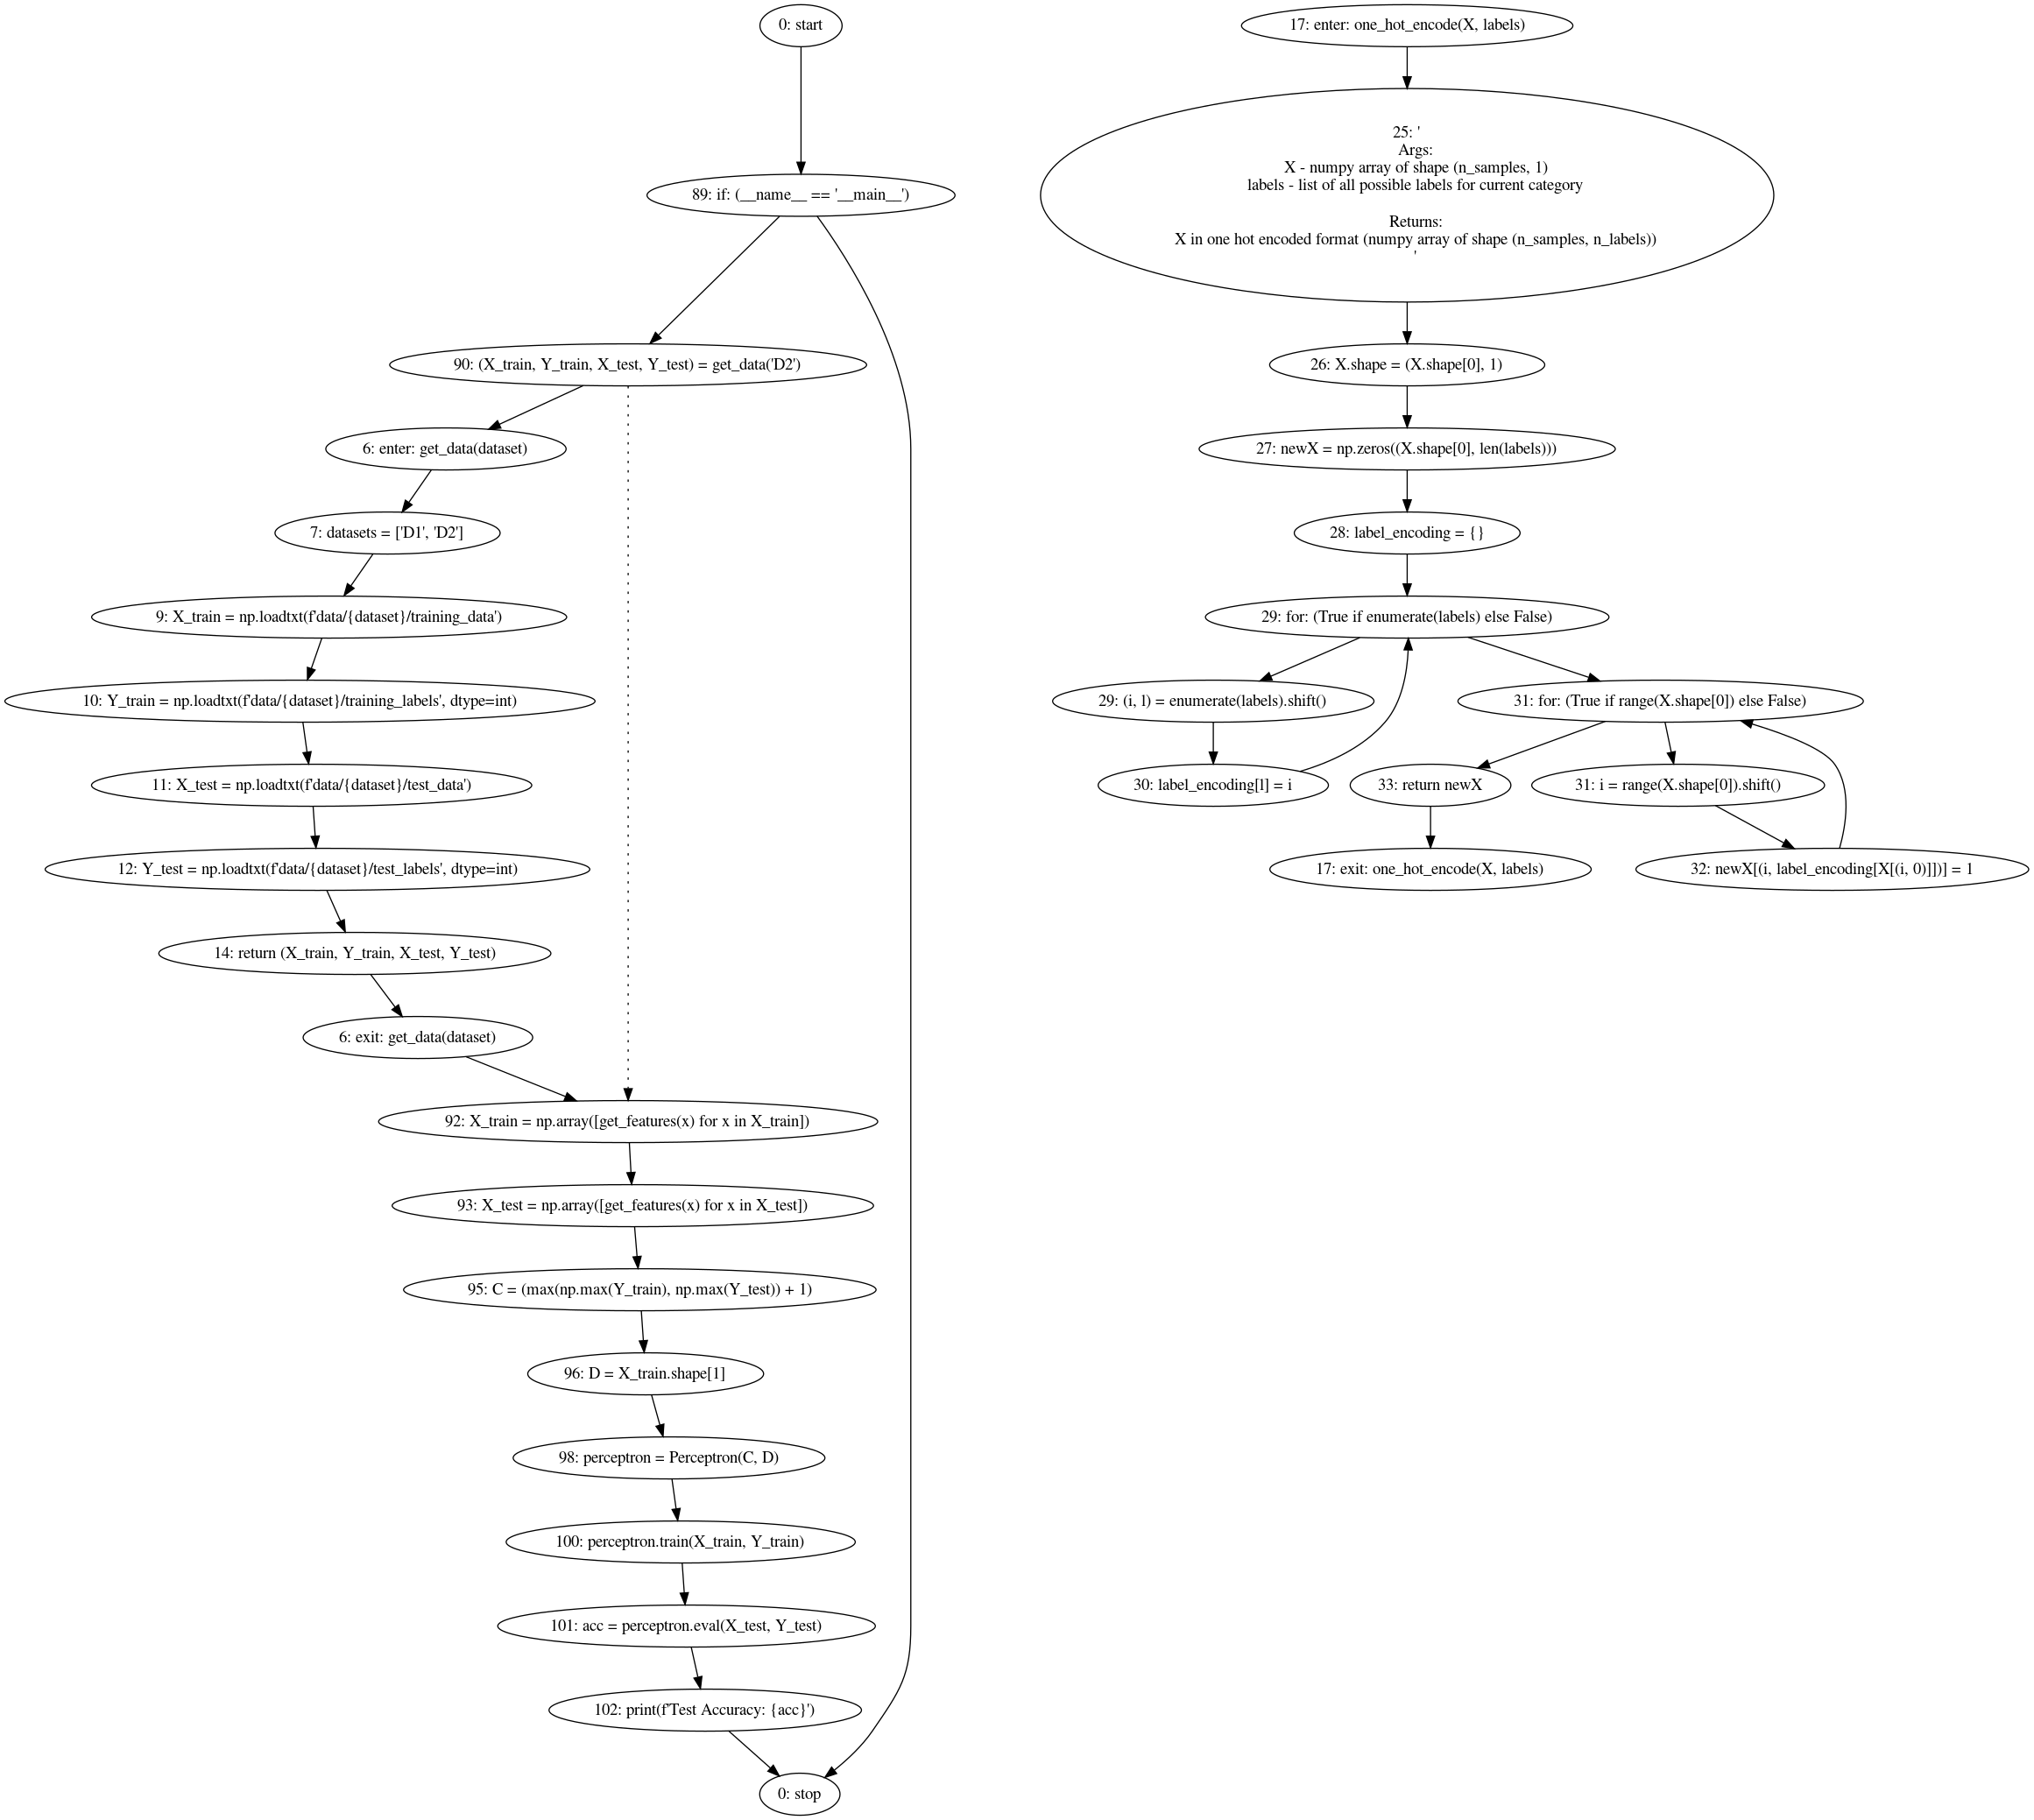 0: start
89: if: (__name__ == '__main__')
90: (X_train, Y_train, X_test, Y_test) = get_data('D2')
6: enter: get_data(dataset)
7: datasets = ['D1', 'D2']
9: X_train = np.loadtxt(f'data/{dataset}/training_data')
10: Y_train = np.loadtxt(f'data/{dataset}/training_labels', dtype=int)
11: X_test = np.loadtxt(f'data/{dataset}/test_data')
12: Y_test = np.loadtxt(f'data/{dataset}/test_labels', dtype=int)
14: return (X_train, Y_train, X_test, Y_test)
6: exit: get_data(dataset)
92: X_train = np.array([get_features(x) for x in X_train])
93: X_test = np.array([get_features(x) for x in X_test])
95: C = (max(np.max(Y_train), np.max(Y_test)) + 1)
96: D = X_train.shape[1]
98: perceptron = Perceptron(C, D)
100: perceptron.train(X_train, Y_train)
101: acc = perceptron.eval(X_test, Y_test)
102: print(f'Test Accuracy: {acc}')
0: stop
17: enter: one_hot_encode(X, labels)
25: '
Args:
X - numpy array of shape (n_samples, 1)
labels - list of all possible labels for current category
Returns:
X in one hot encoded format (numpy array of shape (n_samples, n_labels))
'
26: X.shape = (X.shape[0], 1)
27: newX = np.zeros((X.shape[0], len(labels)))
28: label_encoding = {}
29: for: (True if enumerate(labels) else False)
29: (i, l) = enumerate(labels).shift()
30: label_encoding[l] = i
31: for: (True if range(X.shape[0]) else False)
33: return newX
31: i = range(X.shape[0]).shift()
17: exit: one_hot_encode(X, labels)
32: newX[(i, label_encoding[X[(i, 0)]])] = 1